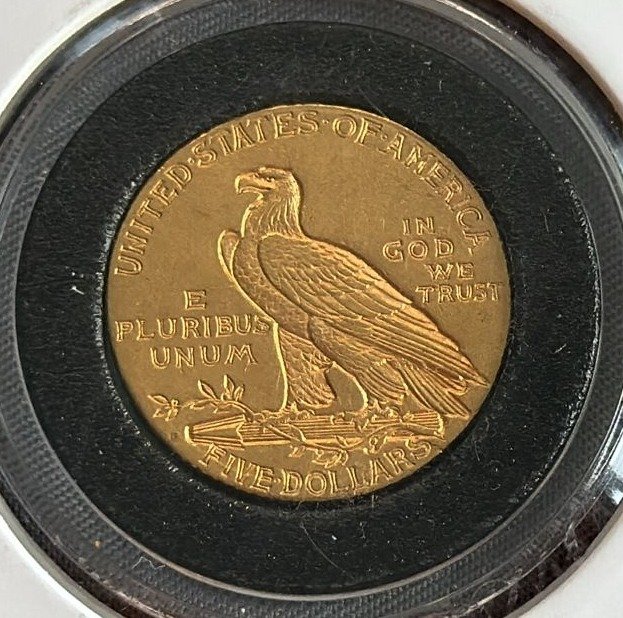 UNITED·STATES·OF·AMERICA
IN
GOD
WE
TRUST
E
PLURIBUS
UNUM
FIVE·DOLLARS